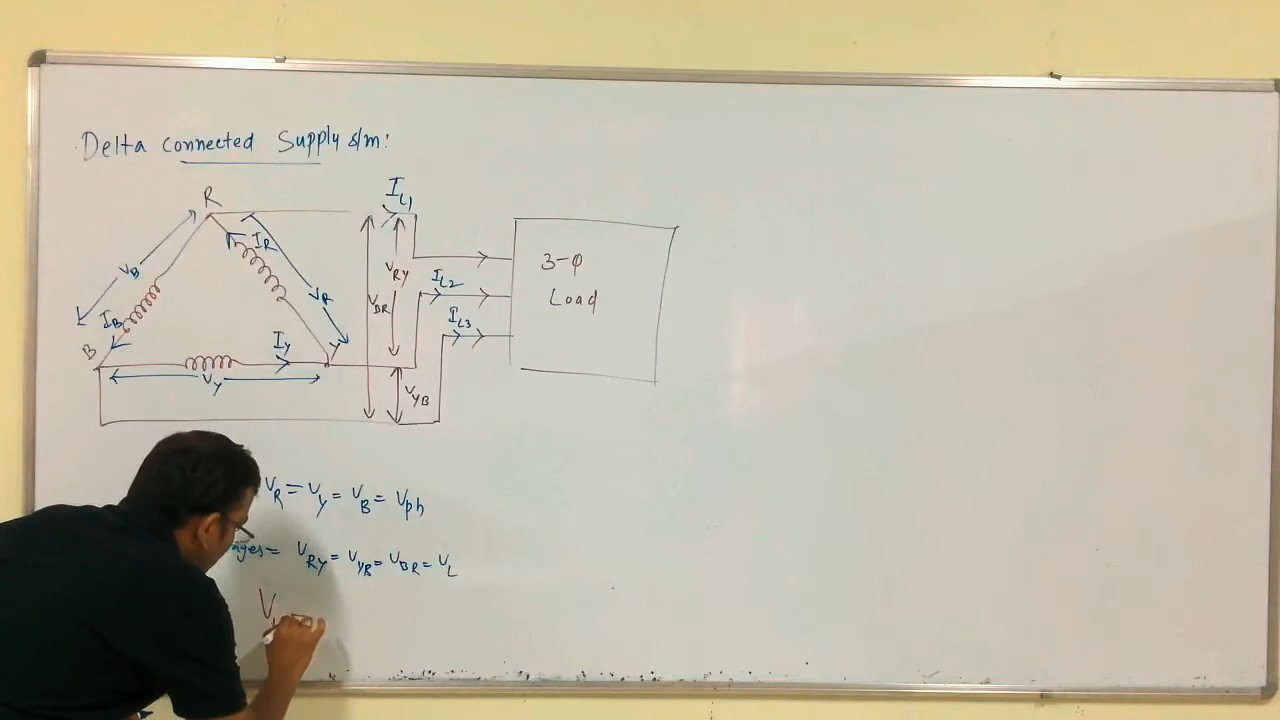 Delta connected Supply s/m:
R
I_L1
I_R
V_B
V_RY
3-φ
I_L2
V_R
V_BR
Load
I_B
I_L3
B
I_y
Y
V_y
V_YB
V_R = V_y = V_B = V_ph
ages = V_Ry = V_yB = V_BR = V_L
V